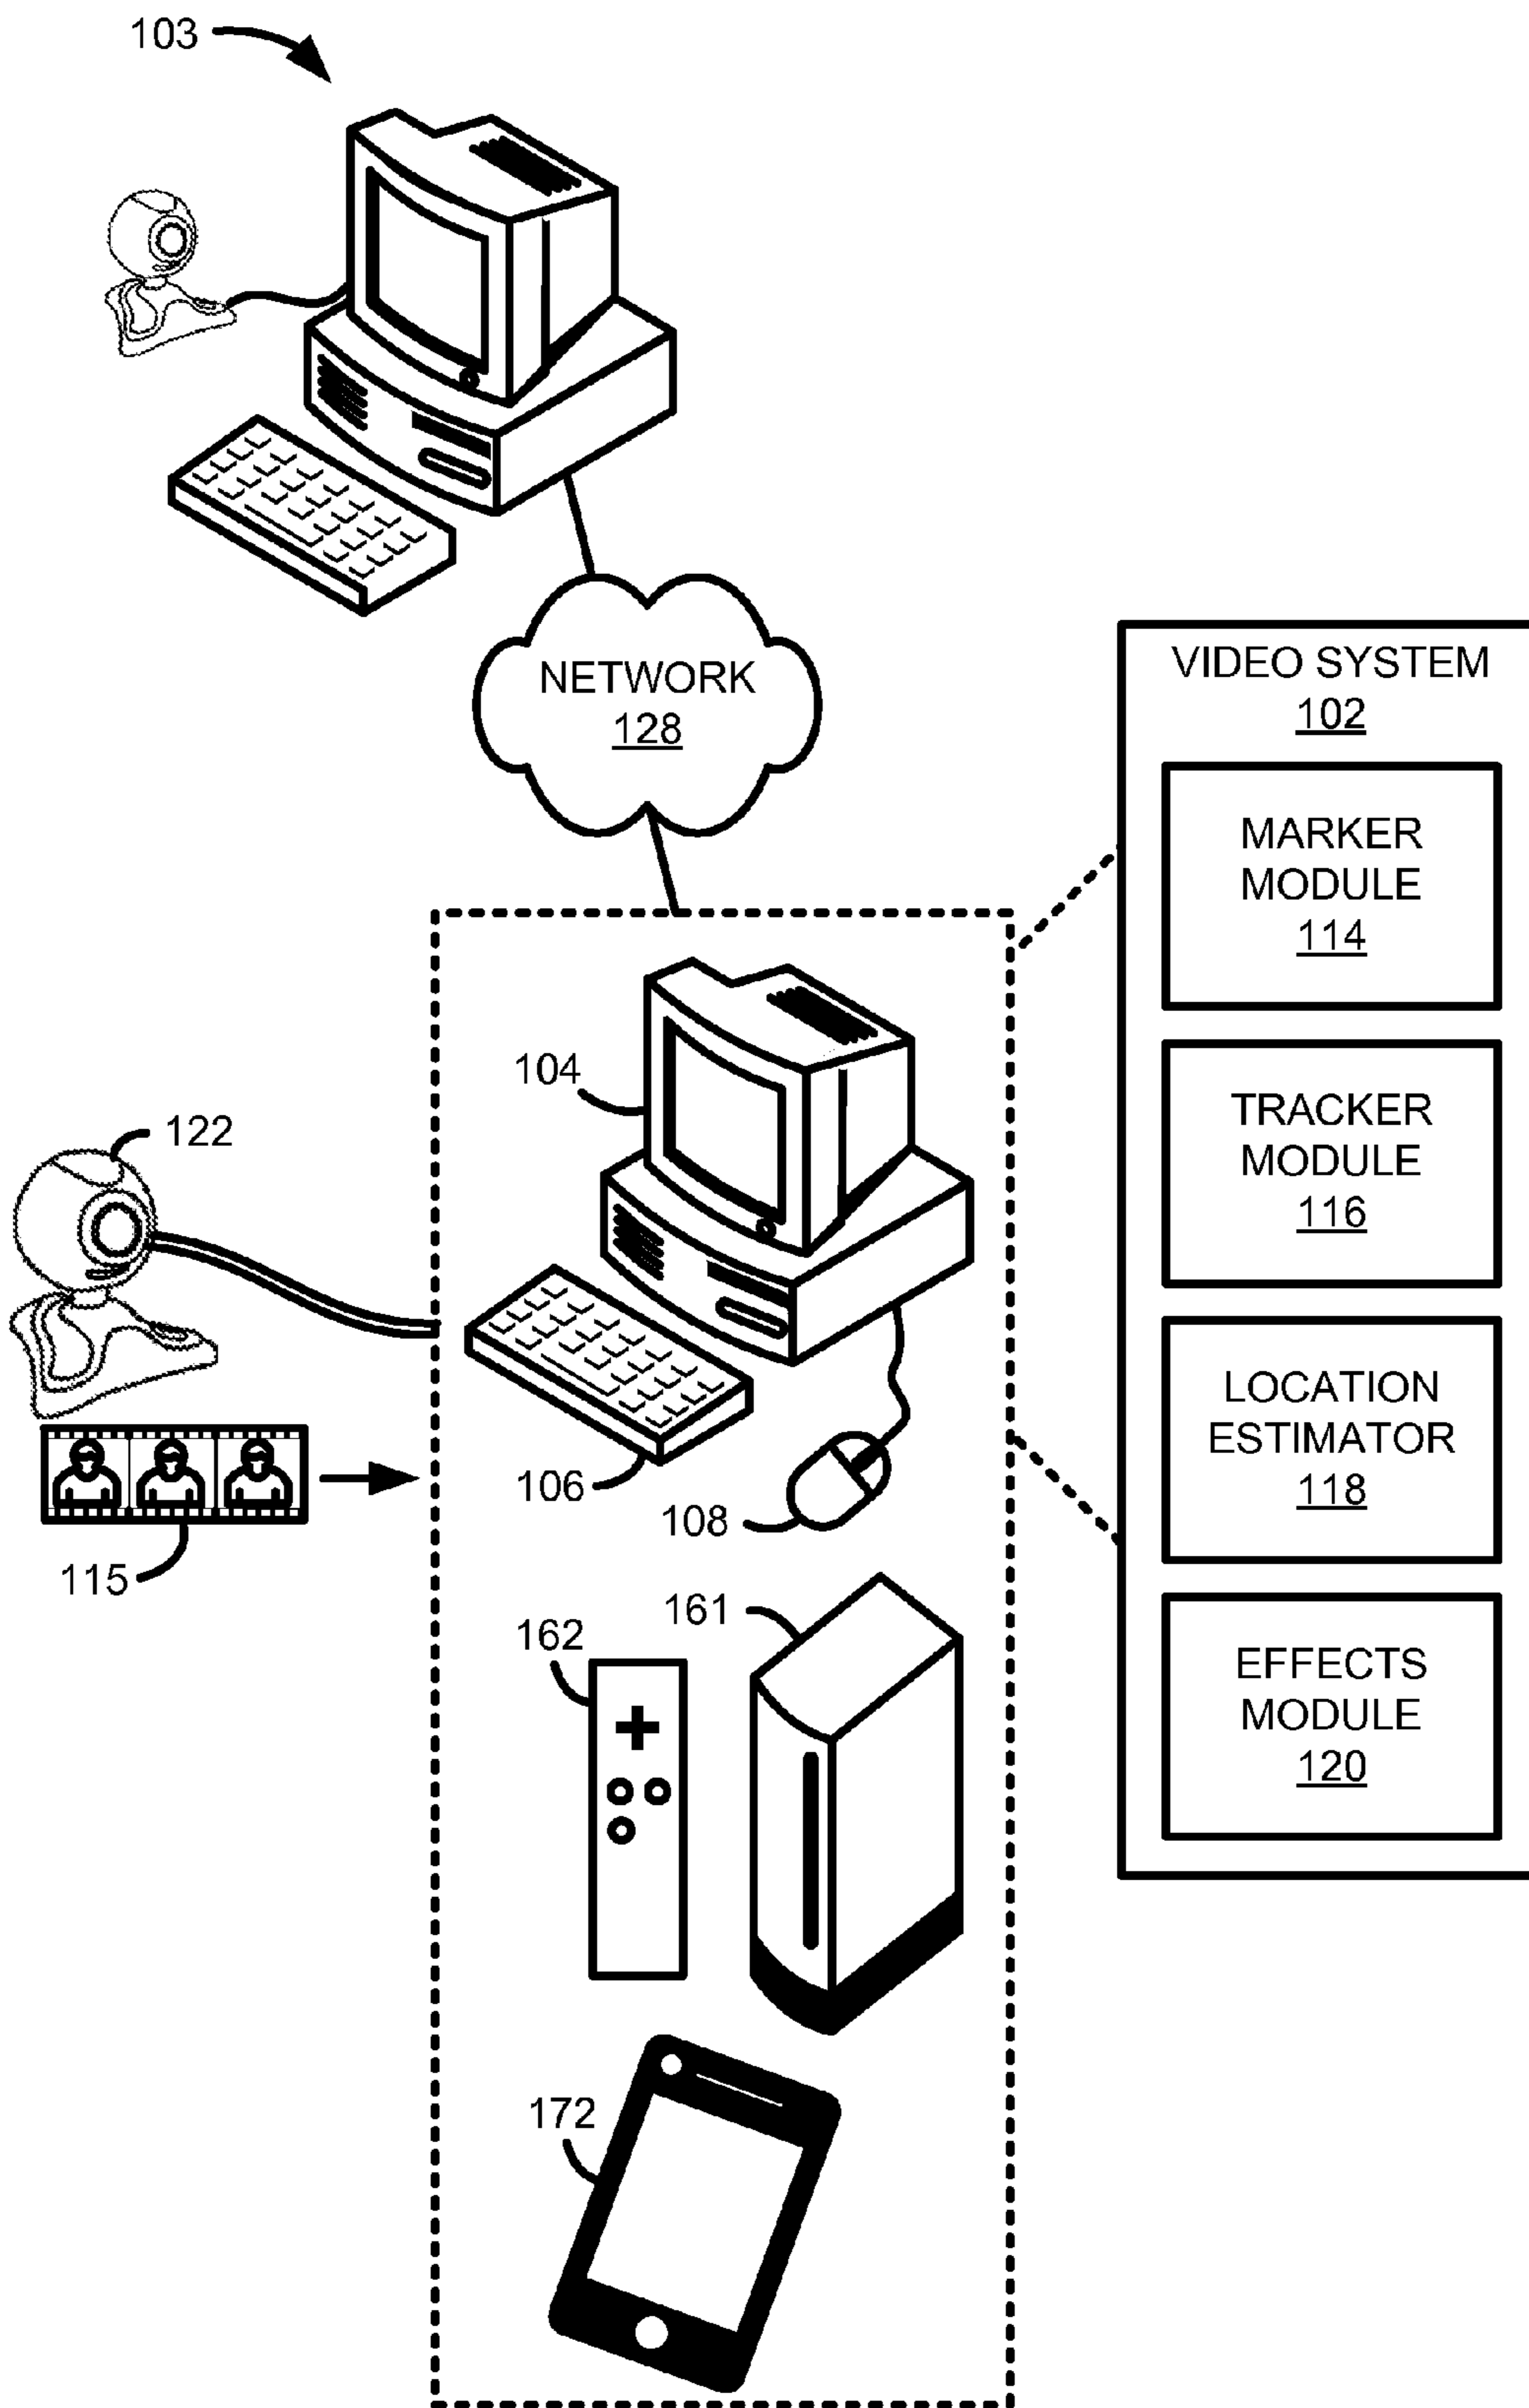 103
NETWORK
128
VIDEO SYSTEM
102
MARKER
MODULE
114
TRACKER
MODULE
116
LOCATION
ESTIMATOR
118
EFFECTS
MODULE
120
104
122
106
108
115
161
162
172